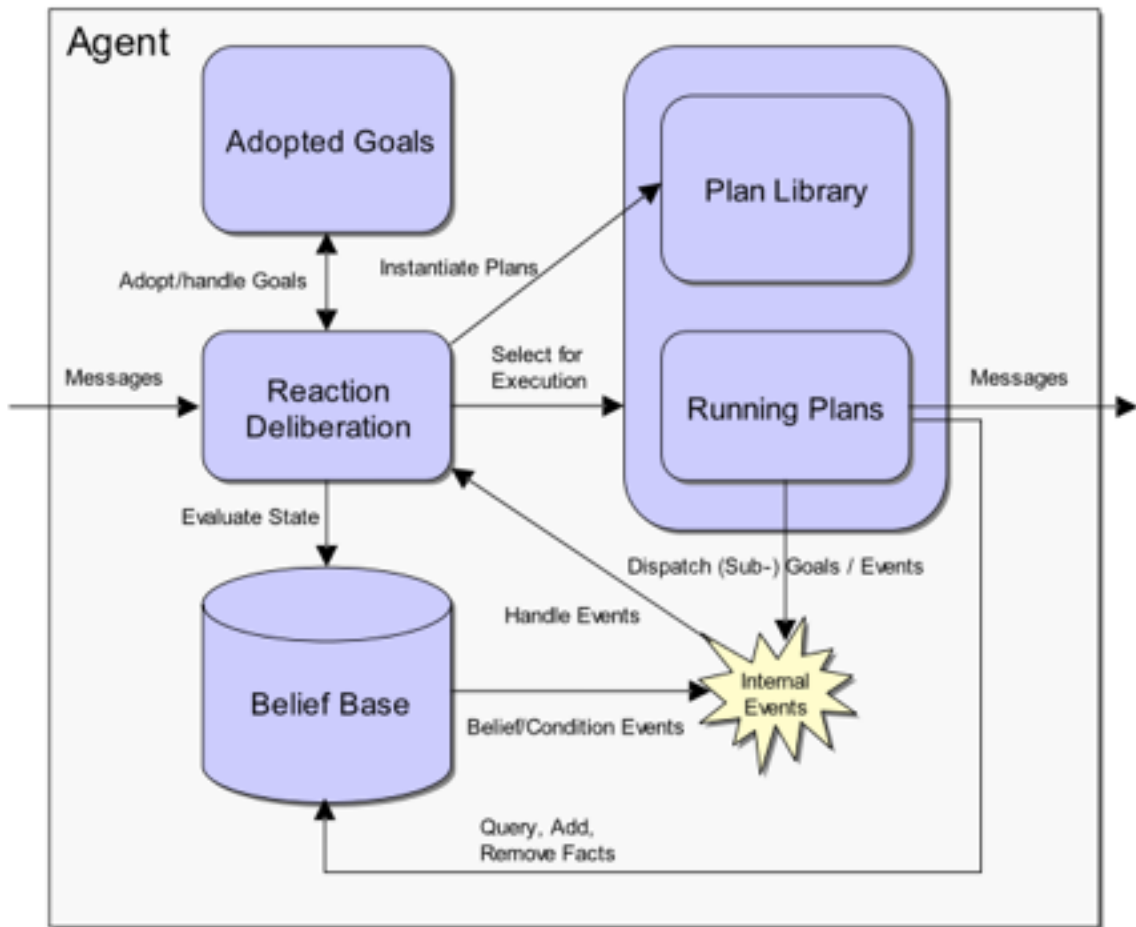 Agent
Adopted Goals
Plan Library
Instantiate Plans
Adopt/handle Goals
Messages
Reaction
Deliberation
Select for
Execution
Running Plans
Messages
Evaluate State
Dispatch (Sub-) Goals / Events
Handle Events
Internal
Events
Belief Base
Belief/Condition Events
Query, Add,
Remove Facts